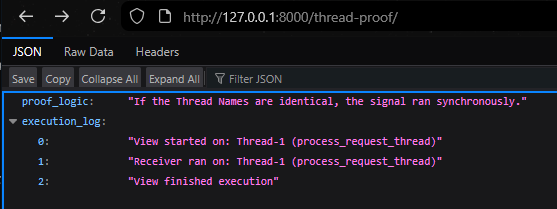 http://127.0.0.1:8000/thread-proof/
JSON Raw Data Headers
Save Copy Collapse All Expand All Filter JSON
proof_logic: "If the Thread Names are identical, the signal ran synchronously."
execution_log:
0: "View started on: Thread-1 (process_request_thread)"
1: "Receiver ran on: Thread-1 (process_request_thread)"
2: "View finished execution"